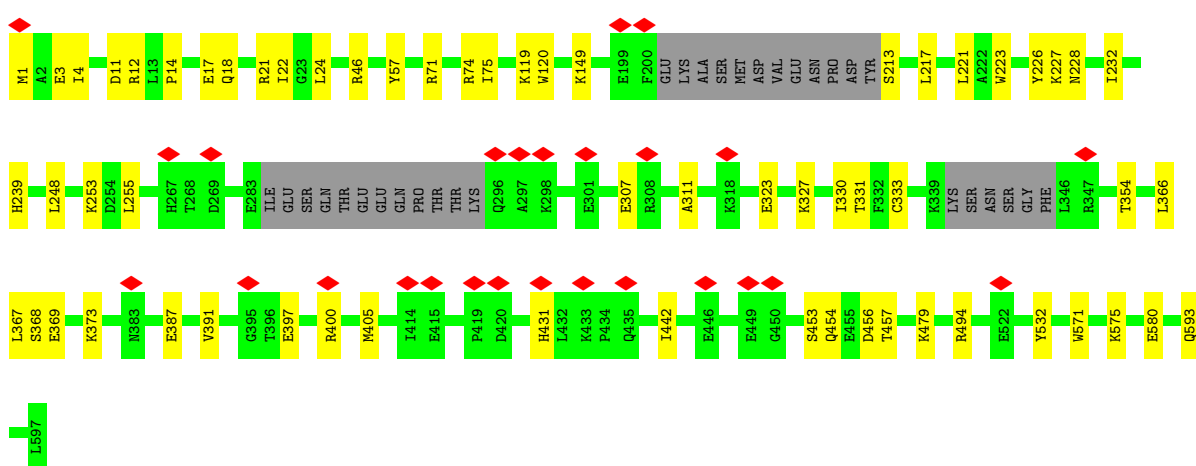 M1 A2 E3 I4 D11 R12 L13 P14 E17 Q18 R21 I22 G23 L24 R46 Y57 R71 R74 I75 K119 W120 K149 E199 F200 GLU LYS ALA SER MET ASP VAL GLU ASN PRO ASP TYR S213 L217 L221 A222 W223 Y226 K227 N228 I232
H239 L248 K253 D254 L255 H267 T268 D269 E283 ILE GLU SER GLN THR GLU GLU GLN PRO THR THR LYS Q296 A297 K298 E301 E307 R308 A311 K318 E323 K327 I330 T331 F332 C333 K339 LYS SER ASN SER GLY PHE L346 R347 T354 L366
L367 S368 E369 K373 N383 E387 V391 G395 T396 E397 R400 M405 I414 E415 P419 D420 H431 L432 K433 P434 Q435 I442 E446 E449 G450 S453 Q454 E455 D456 T457 K479 R494 E522 Y532 W571 K575 E580 Q593
L597